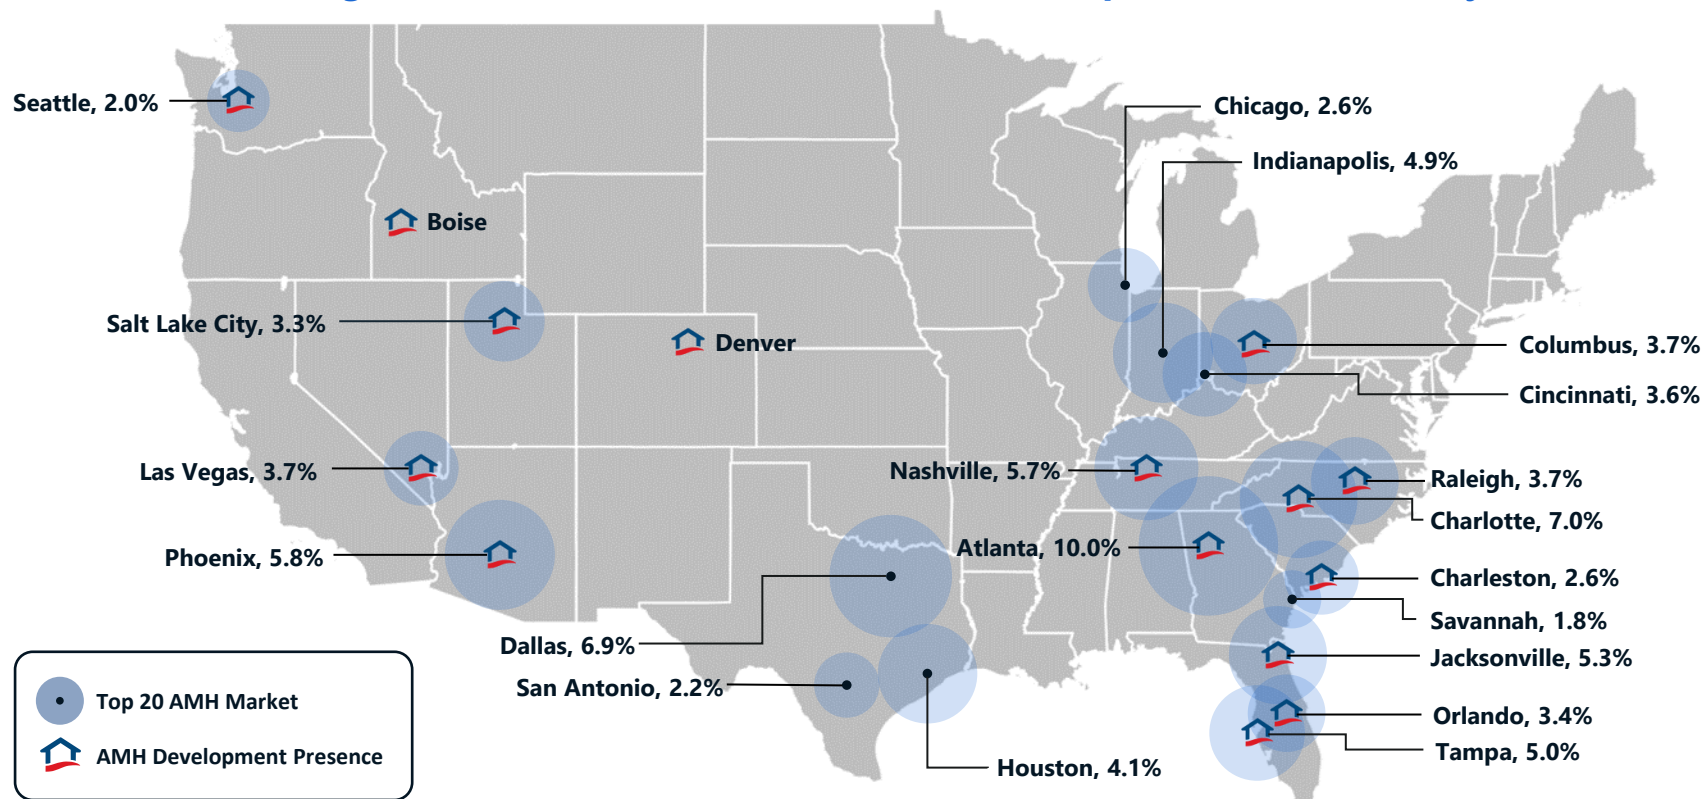 Seattle, 2.0%
Chicago, 2.6%
Indianapolis, 4.9%
Boise
Salt Lake City, 3.3%
Denver
Columbus, 3.7%
Cincinnati, 3.6%
Las Vegas, 3.7%
Nashville, 5.7%
Raleigh, 3.7%
Charlotte, 7.0%
Phoenix, 5.8%
Atlanta, 10.0%
Charleston, 2.6%
Savannah, 1.8%
Dallas, 6.9%
Jacksonville, 5.3%
San Antonio, 2.2%
Orlando, 3.4%
Tampa, 5.0%
Houston, 4.1%
Top 20 AMH Market
AMH Development Presence